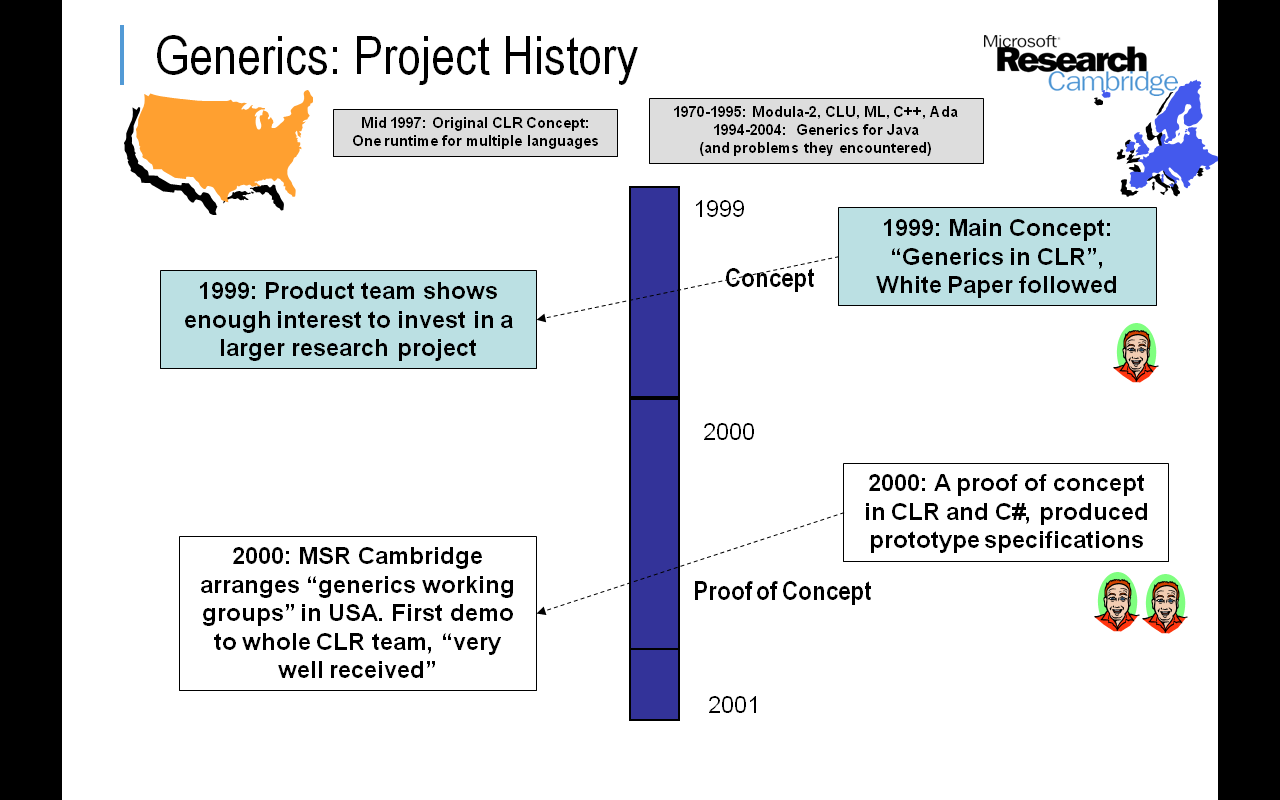 Generics: Project History
Microsoft
Research
Cambridge
Mid 1997: Original CLR Concept:
One runtime for multiple languages
1970-1995: Modula-2, CLU, ML, C++, Ada
1994-2004: Generics for Java
(and problems they encountered)
1999
1999: Main Concept:
“Generics in CLR”,
White Paper followed
Concept
1999: Product team shows
enough interest to invest in a
larger research project
2000
2000: A proof of concept
in CLR and C#, produced
prototype specifications
2000: MSR Cambridge
arranges “generics working
groups” in USA. First demo
to whole CLR team, “very
well received”
Proof of Concept
2001